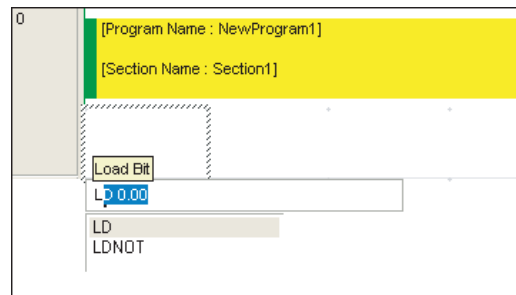 0
[Program Name : NewProgram1]
[Section Name : Section1]
Load Bit
LD 0.00
LD
LDNOT